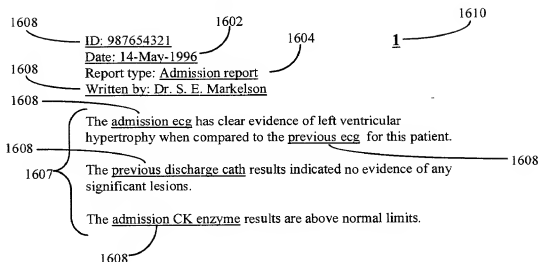 1608 1602 1610
ID: 987654321 1
Date: 14-May-1996 1604
Report type: Admission report
1608 Written by: Dr. S. E. Markelson
1608
The admission ecg has clear evidence of left ventricular
hypertrophy when compared to the previous ecg for this patient.
1608 1608
1607 The previous discharge cath results indicated no evidence of any
significant lesions.
The admission CK enzyme results are above normal limits.
1608